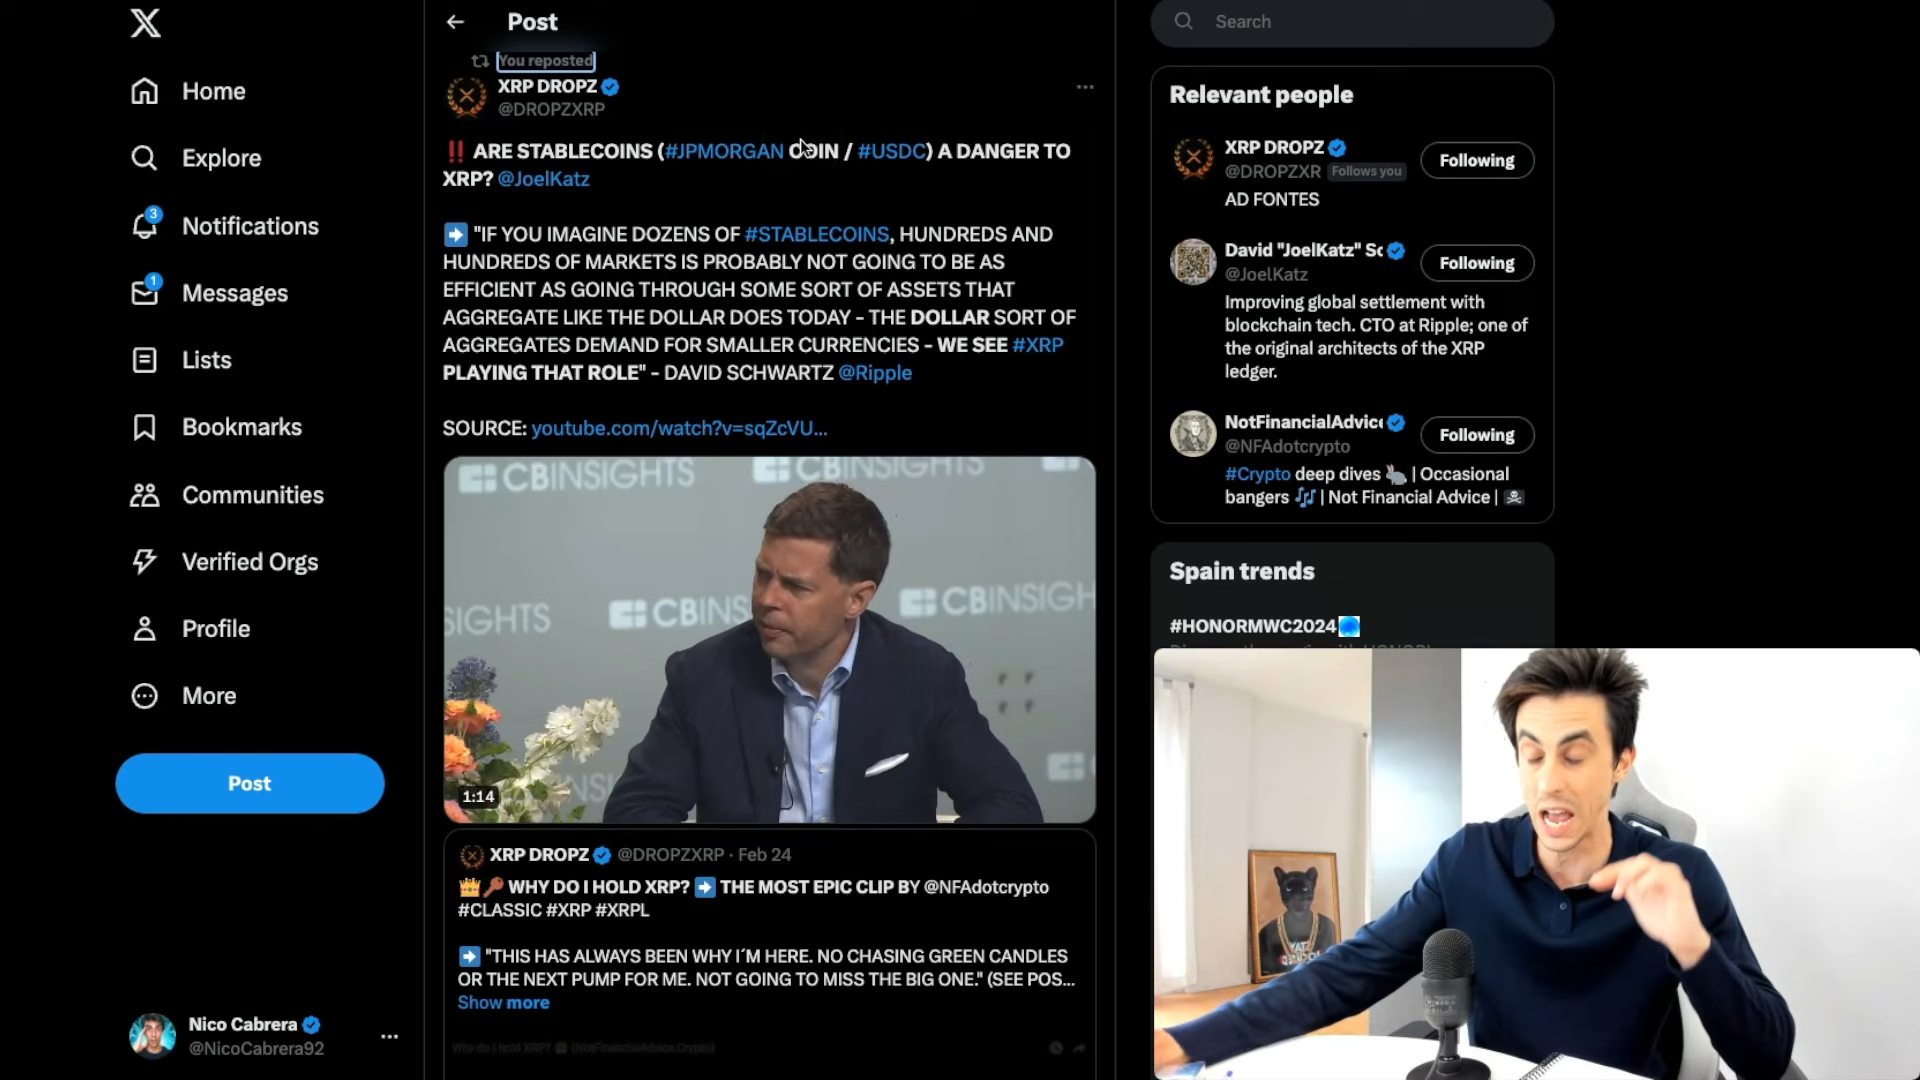 Home
Explore
3
Notifications
1
Messages
Lists
Bookmarks
Communities
Verified Orgs
Profile
More
Post
Nico Cabrera
@NicoCabrera92
Post
You reposted
XRP DROPZ
@DROPZXRP
‼️ ARE STABLECOINS (#JPMORGAN COIN / #USDC) A DANGER TO
XRP? @JoelKatz
➡️ "IF YOU IMAGINE DOZENS OF #STABLECOINS, HUNDREDS AND
HUNDREDS OF MARKETS IS PROBABLY NOT GOING TO BE AS
EFFICIENT AS GOING THROUGH SOME SORT OF ASSETS THAT
AGGREGATE LIKE THE DOLLAR DOES TODAY - THE DOLLAR SORT OF
AGGREGATES DEMAND FOR SMALLER CURRENCIES - WE SEE #XRP
PLAYING THAT ROLE" - DAVID SCHWARTZ @Ripple
SOURCE: youtube.com/watch?v=sqZcVU...
CBINSIGHTS
CBINSIGHTS
SIGHTS
CBINS
CBINSIGH
1:14
XRP DROPZ @DROPZXRP · Feb 24
👑🔑 WHY DO I HOLD XRP? ➡️ THE MOST EPIC CLIP BY @NFAdotcrypto
#CLASSIC #XRP #XRPL
➡️ "THIS HAS ALWAYS BEEN WHY I´M HERE. NO CHASING GREEN CANDLES
OR THE NEXT PUMP FOR ME. NOT GOING TO MISS THE BIG ONE." (SEE POS...
Show more
Why do I hold XRP?
Search
Relevant people
XRP DROPZ
@DROPZXR Follows you
Following
AD FONTES
David "JoelKatz" Sc
@JoelKatz
Following
Improving global settlement with
blockchain tech. CTO at Ripple; one of
the original architects of the XRP
ledger.
NotFinancialAdvic
@NFAdotcrypto
Following
#Crypto deep dives 🐇 | Occasional
bangers 🎶 | Not Financial Advice | ☠️
Spain trends
#HONORMWC2024